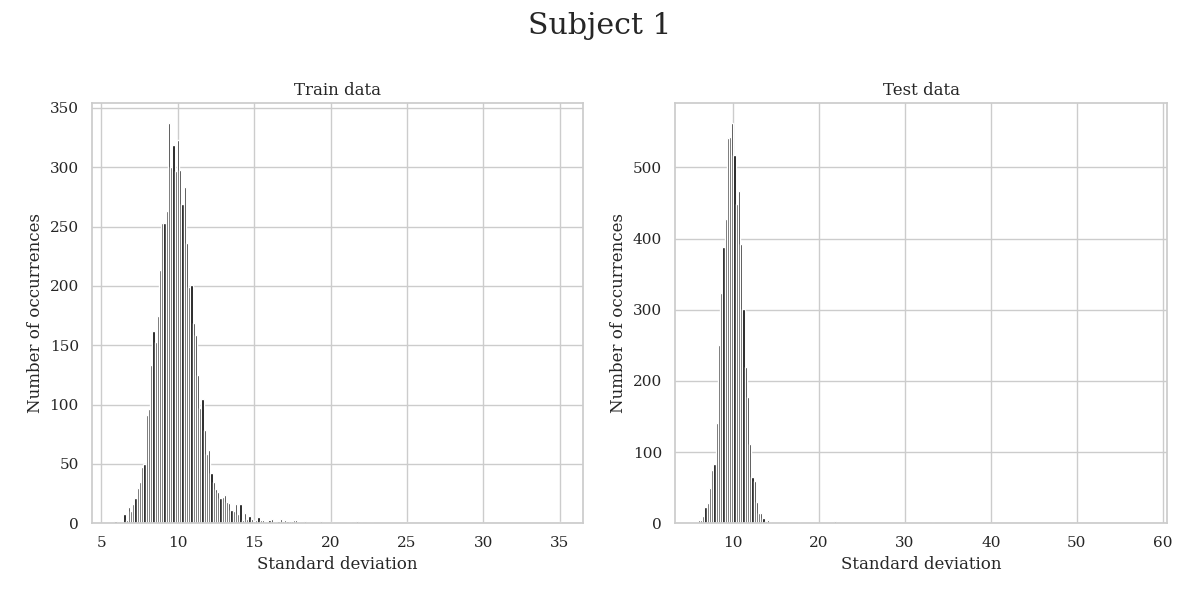 Subject 1
Train data
Number of occurrences
350
300
250
200
150
100
50
0
5 10 15 20 25 30 35
Standard deviation
Test data
Number of occurrences
500
400
300
200
100
0
10 20 30 40 50 60
Standard deviation